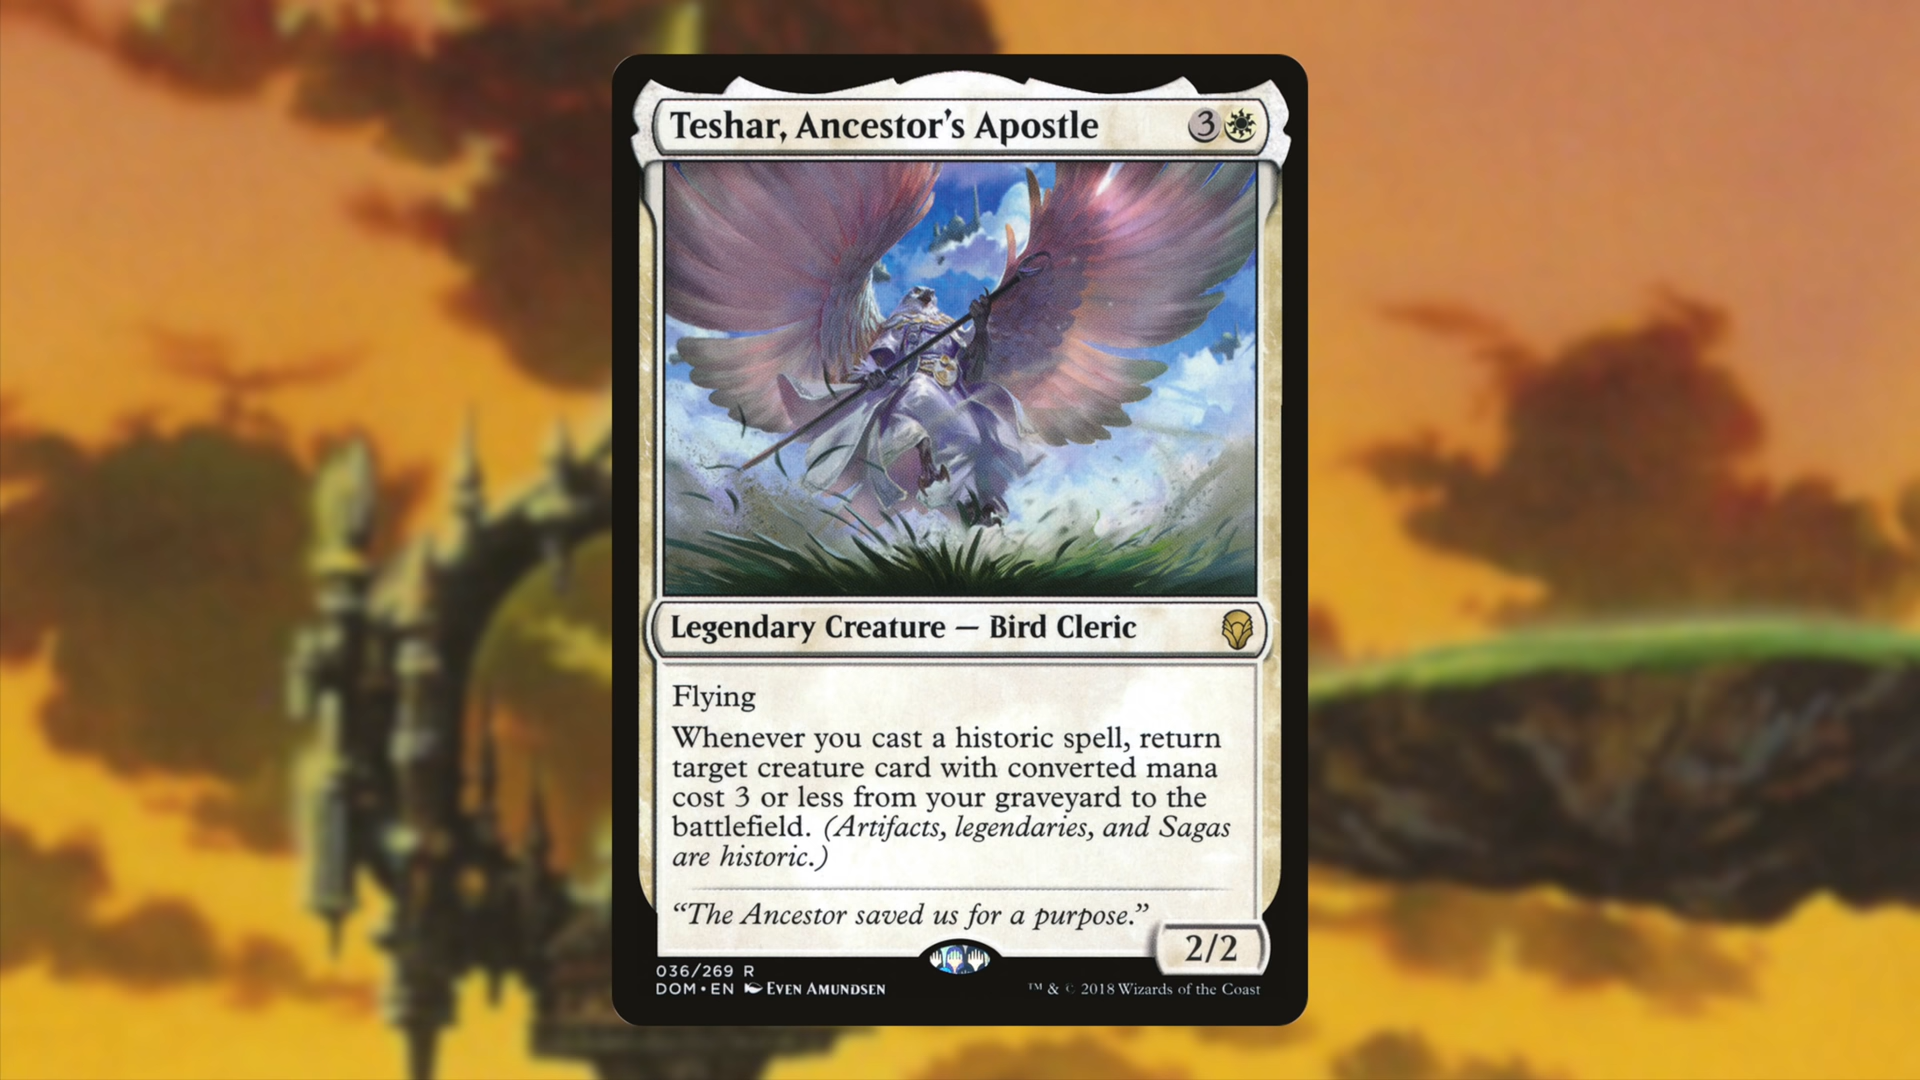 Teshar, Ancestor's Apostle 3
Legendary Creature — Bird Cleric
Flying
Whenever you cast a historic spell, return
target creature card with converted mana
cost 3 or less from your graveyard to the
battlefield. (Artifacts, legendaries, and Sagas
are historic.)
“The Ancestor saved us for a purpose.”
2/2
036/269 R
DOM • EN EVEN AMUNDSEN
™ & © 2018 Wizards of the Coast